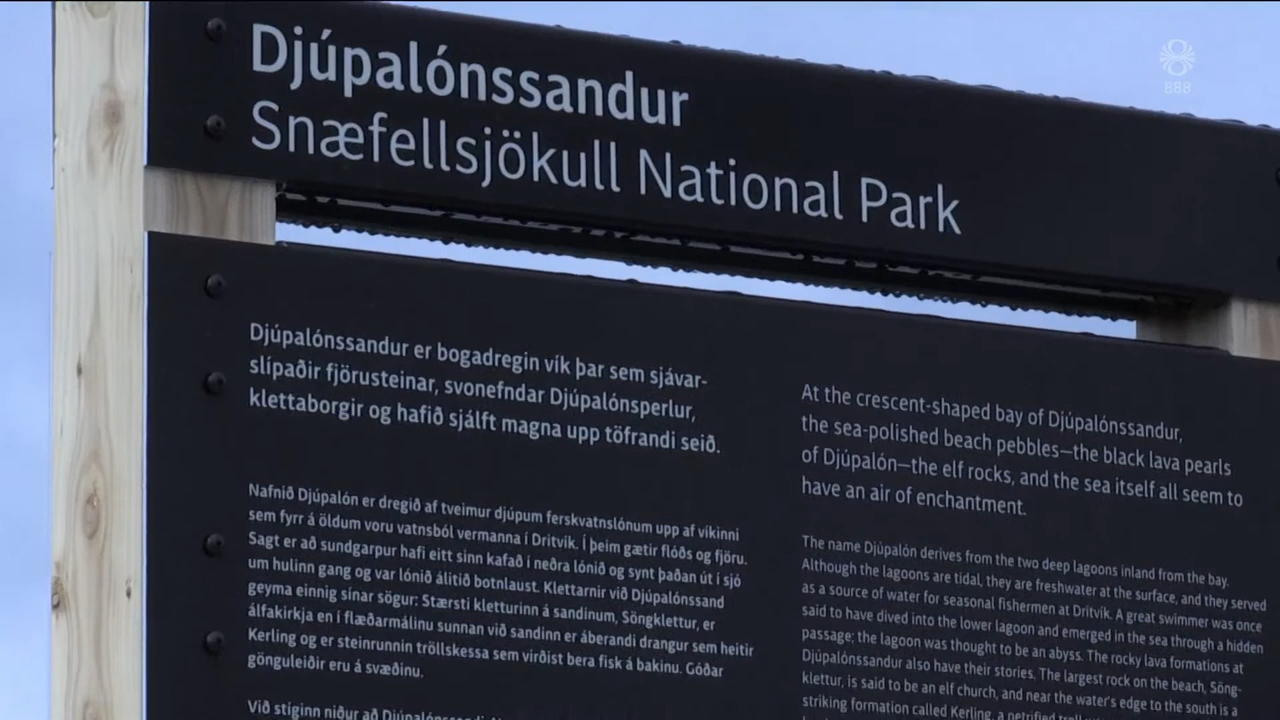 Djúpalónssandur
Snæfellsjökull National Park
888
Djúpalónssandur er bogadregin vík þar sem sjávar-
slípaðir fjörusteinar, svonefndar Djúpalónsperlur,
klettaborgir og hafið sjálft magna upp töfrandi seið.
Nafnið Djúpalón er dregið af tveimur djúpum ferskvatnslónum upp af víkinni
sem fyrr á öldum voru vatnsból vermanna í Dritvík. Í þeim gætir flóðs og fjöru.
Sagt er að sundgarpur hafi eitt sinn kafað í neðra lónið og synt þaðan út í sjó
um hulinn gang og var lónið álitið botnlaust. Klettarnir við Djúpalónssand
geyma einnig sínar sögur: Stærsti kletturinn á sandinum, Söngklettur, er
álfakirkja en í flæðarmálinu sunnan við sandinn er áberandi drangur sem heitir
Kerling og er steinrunnin tröllskessa sem virðist bera fisk á bakinu. Góðar
gönguleiðir eru á svæðinu.
Við stíginn niður að
At the crescent-shaped bay of Djúpalónssandur,
the sea-polished beach pebbles—the black lava pearls
of Djúpalón—the elf rocks, and the sea itself all seem to
have an air of enchantment.
The name Djúpalón derives from the two deep lagoons inland from the bay.
Although the lagoons are tidal, they are freshwater at the surface, and they served
as a source of water for seasonal fishermen at Dritvík. A great swimmer was once
said to have dived into the lower lagoon and emerged in the sea through a hidden
passage; the lagoon was thought to be an abyss. The rocky lava formations at
Djúpalónssandur also have their stories. The largest rock on the beach, Söng-
klettur, is said to be an elf church, and near the water's edge to the south is a
striking formation called Kerling, a petrified